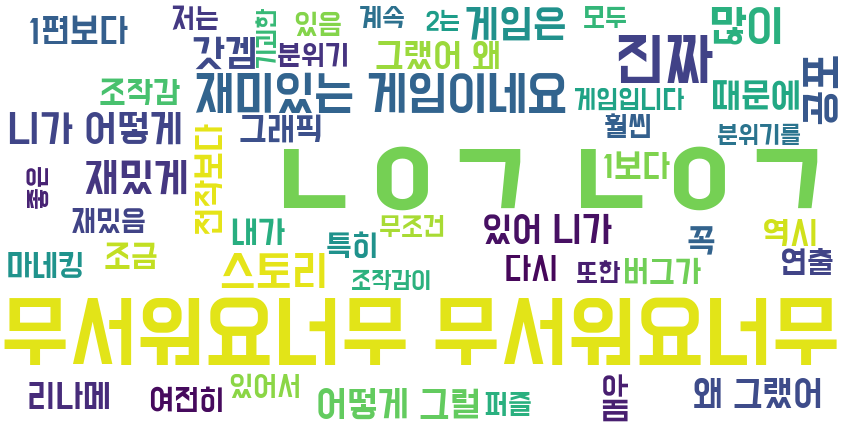 1편보다
저는
기괴한
있음
계속
2는
게임은
모두
많이
갓겜
분위기
그랬어 왜
진짜
조작감
재미있는 게임이네요
게임입니다
때문에
포옹
니가 어떻게
전작보다
그래픽
훨씬
분위기를
좋은
재밌게
ㄴㅇㄱ ㄴㅇㄱ
1보다
재밌음
내가
무조건
특히
있어 니가
꼭
역시
마네킹
조금
스토리
조작감이
다시
또한
버그가
연출
무서워요너무 무서워요너무
리나메
여전히
있어서
어떻게 그럴
퍼즐
아옴
왜 그랬어